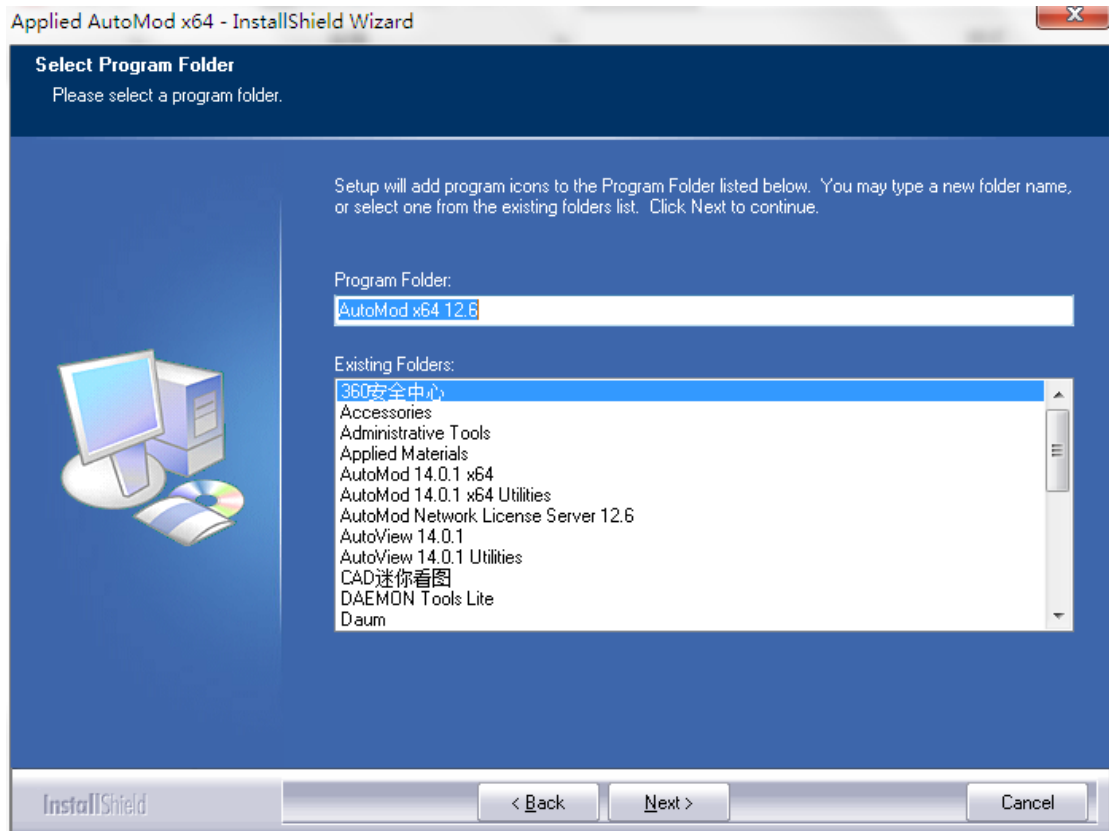 Applied AutoMod x64 - InstallShield Wizard
Select Program Folder
Please select a program folder.
Setup will add program icons to the Program Folder listed below. You may type a new folder name,
or select one from the existing folders list. Click Next to continue.
Program Folder:
AutoMod x64 12.6
Existing Folders:
360安全中心
Accessories
Administrative Tools
Applied Materials
AutoMod 14.0.1 x64
AutoMod 14.0.1 x64 Utilities
AutoMod Network License Server 12.6
AutoView 14.0.1
AutoView 14.0.1 Utilities
CAD迷你看图
DAEMON Tools Lite
Daum
InstallShield
< Back
Next >
Cancel